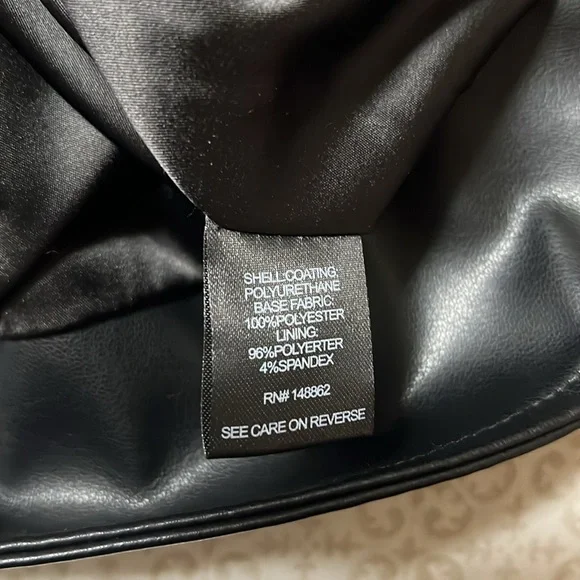 SHELL:COATING:
POLYURETHANE
BASE FABRIC:
100%POLYESTER
LINING:
96%POLYERTER
4%SPANDEX
RN# 148862
SEE CARE ON REVERSE